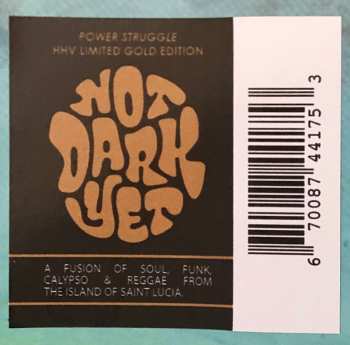 POWER STRUGGLE
HHV LIMITED GOLD EDITION
NOT
DARK
YET
A FUSION OF SOUL, FUNK,
CALYPSO & REGGAE FROM
THE ISLAND OF SAINT LUCIA.
6 70087 44175 3